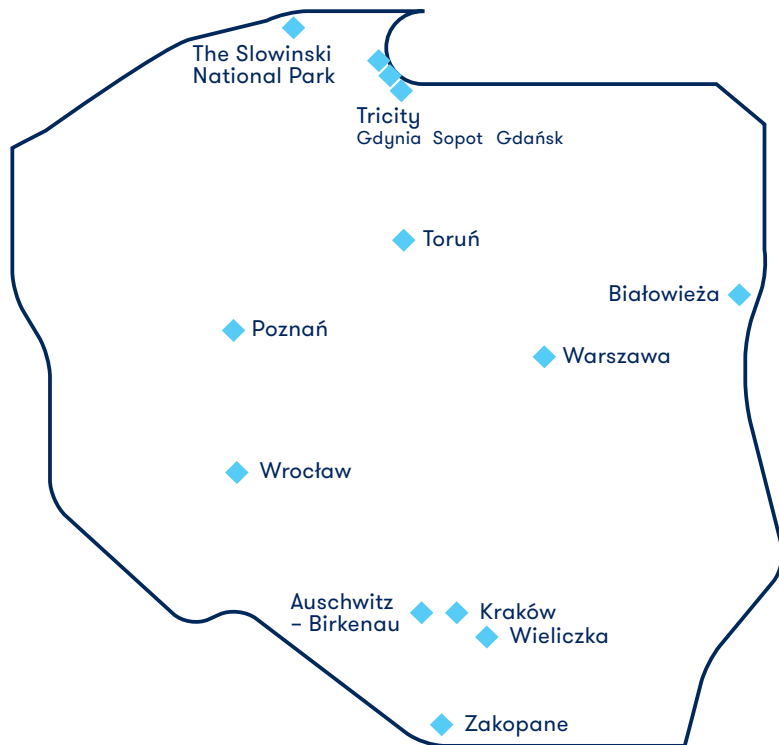 The Slowinski
National Park
Tricity
Gdynia Sopot Gdańsk
Toruń
Białowieża
Poznań
Warszawa
Wrocław
Auschwitz
– Birkenau
Kraków
Wieliczka
Zakopane